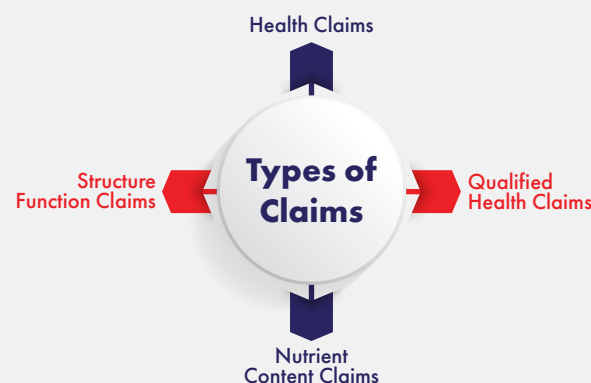 Health Claims
Structure
Function Claims
Types of
Claims
Qualified
Health Claims
Nutrient
Content Claims